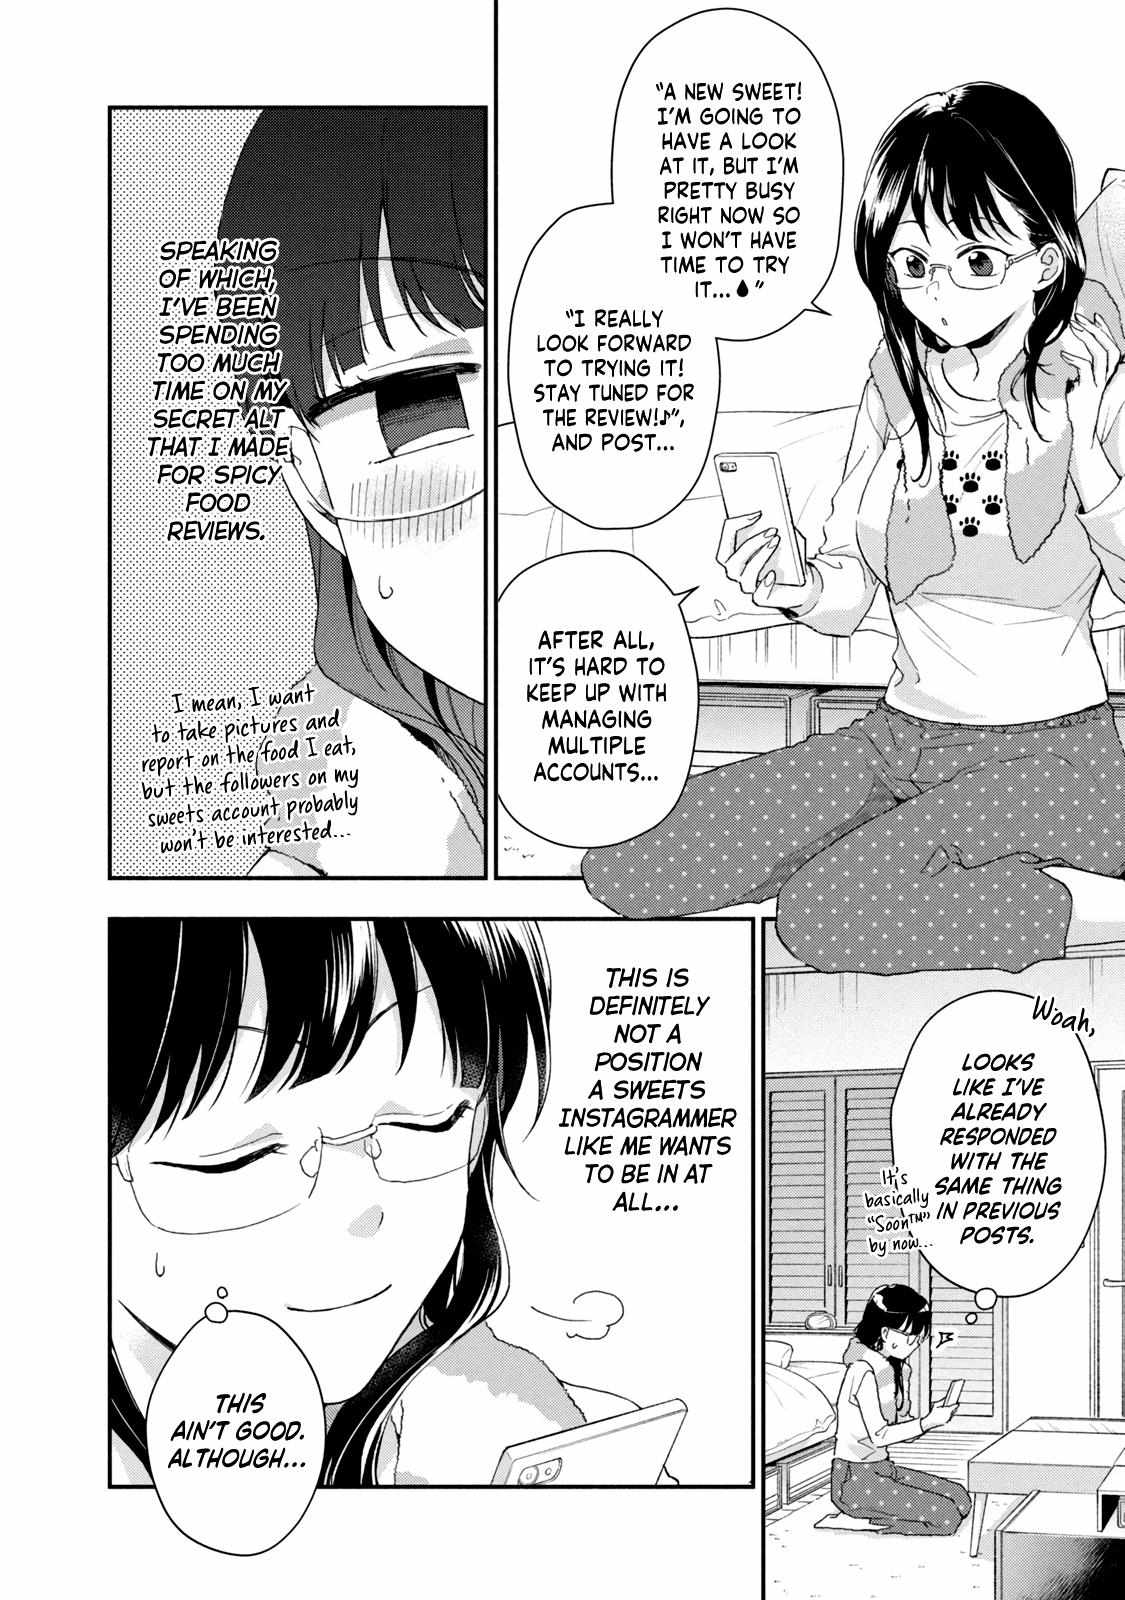 "A NEW SWEET!
I'M GOING TO
HAVE A LOOK
AT IT, BUT I'M
PRETTY BUSY
RIGHT NOW SO
I WON'T HAVE
TIME TO TRY
IT...💧"
"I REALLY
LOOK FORWARD
TO TRYING IT!
STAY TUNED FOR
THE REVIEW!♪",
AND POST...
AFTER ALL,
IT'S HARD TO
KEEP UP WITH
MANAGING
MULTIPLE
ACCOUNTS...
SPEAKING
OF WHICH,
I'VE BEEN
SPENDING
TOO MUCH
TIME ON MY
SECRET ALT
THAT I MADE
FOR SPICY
FOOD
REVIEWS.
I mean, I want
to take pictures and
report on the food I eat,
but the followers on my
sweets account probably
won't be interested...
Woah,
LOOKS
LIKE I'VE
ALREADY
RESPONDED
WITH THE
SAME THING
IN PREVIOUS
POSTS.
It's
basically
"Soon™"
by now...
THIS IS
DEFINITELY
NOT A
POSITION
A SWEETS
INSTAGRAMMER
LIKE ME WANTS
TO BE IN AT
ALL...
THIS
AIN'T GOOD.
ALTHOUGH...